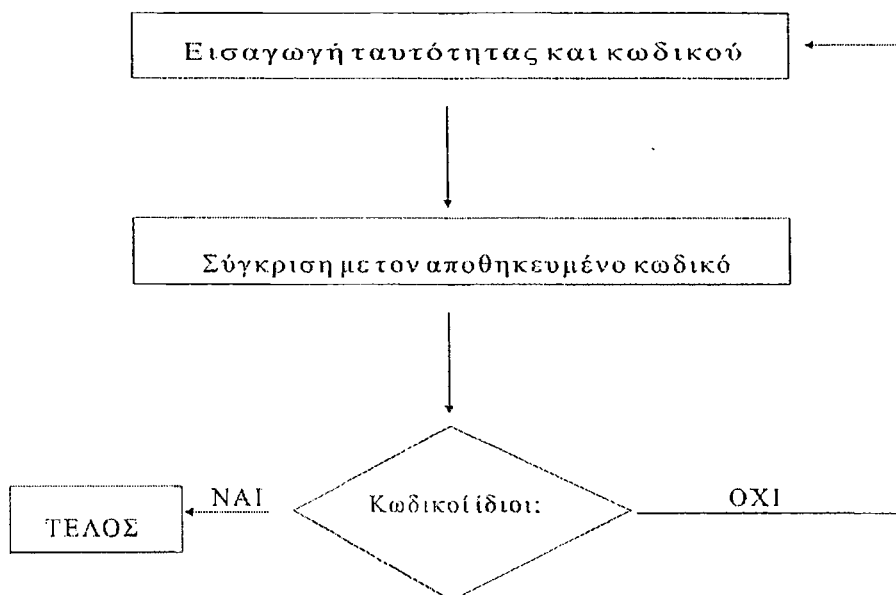 Εισαγωγή ταυτότητας και κωδικού
Σύγκριση με τον αποθηκευμένο κωδικό
Κωδικοί ίδιοι;
ΝΑΙ
ΟΧΙ
ΤΕΛΟΣ